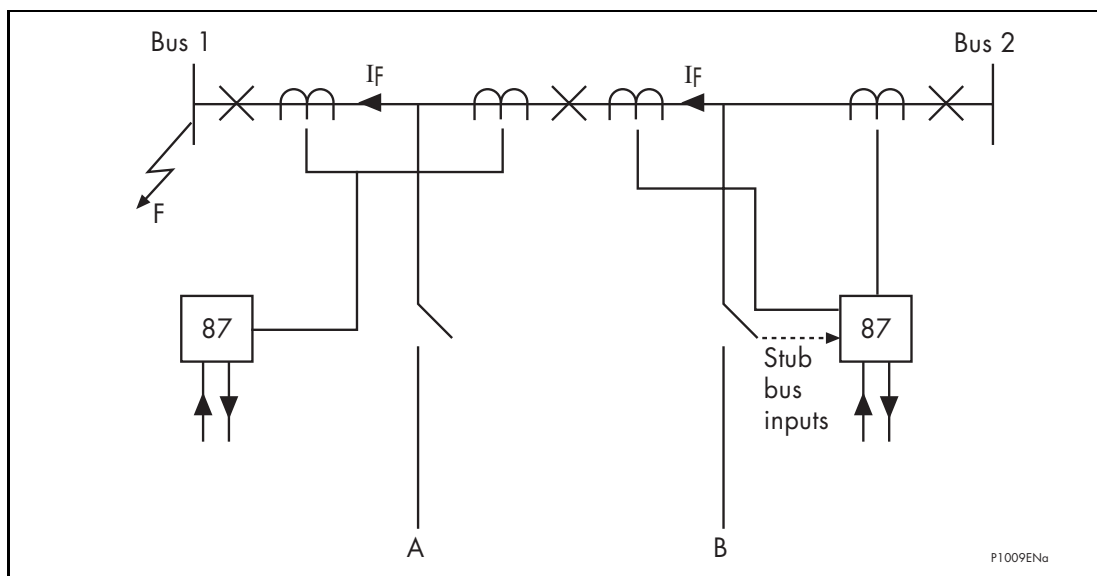 Bus 1
Bus 2
IF
IF
F
87
87
Stub
bus
inputs
A
B
P1009ENa